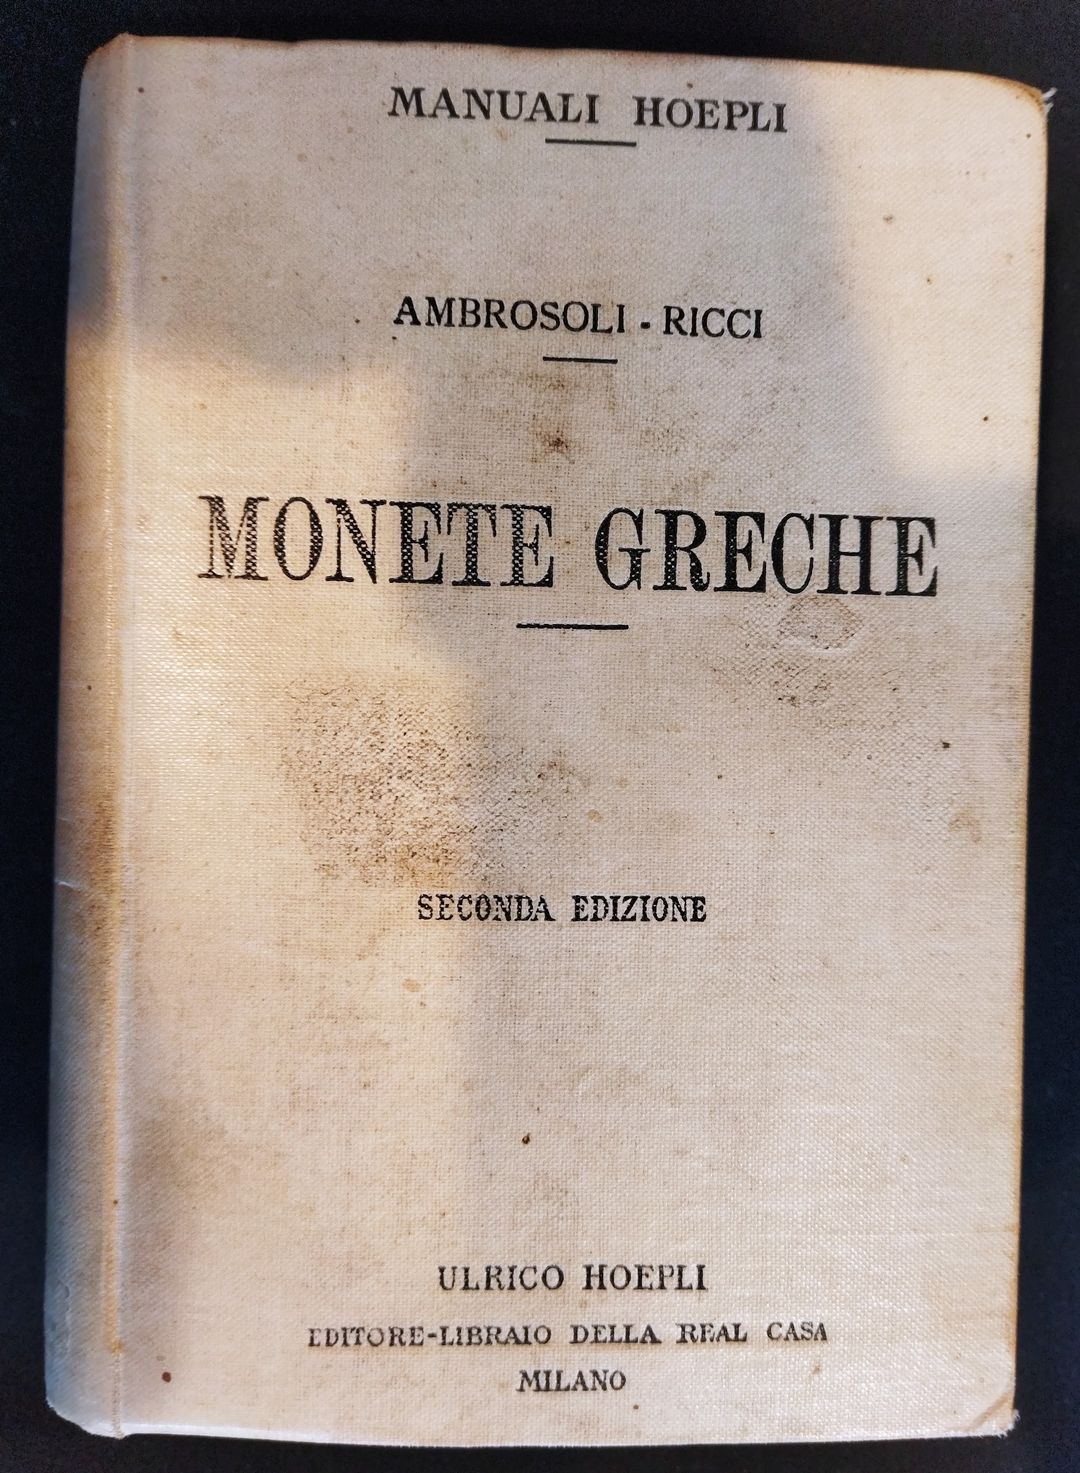 MANUALI HOEPLI
AMBROSOLI - RICCI
MONETE GRECHE
SECONDA EDIZIONE
ULRICO HOEPLI
EDITORE-LIBRAIO DELLA REAL CASA
MILANO